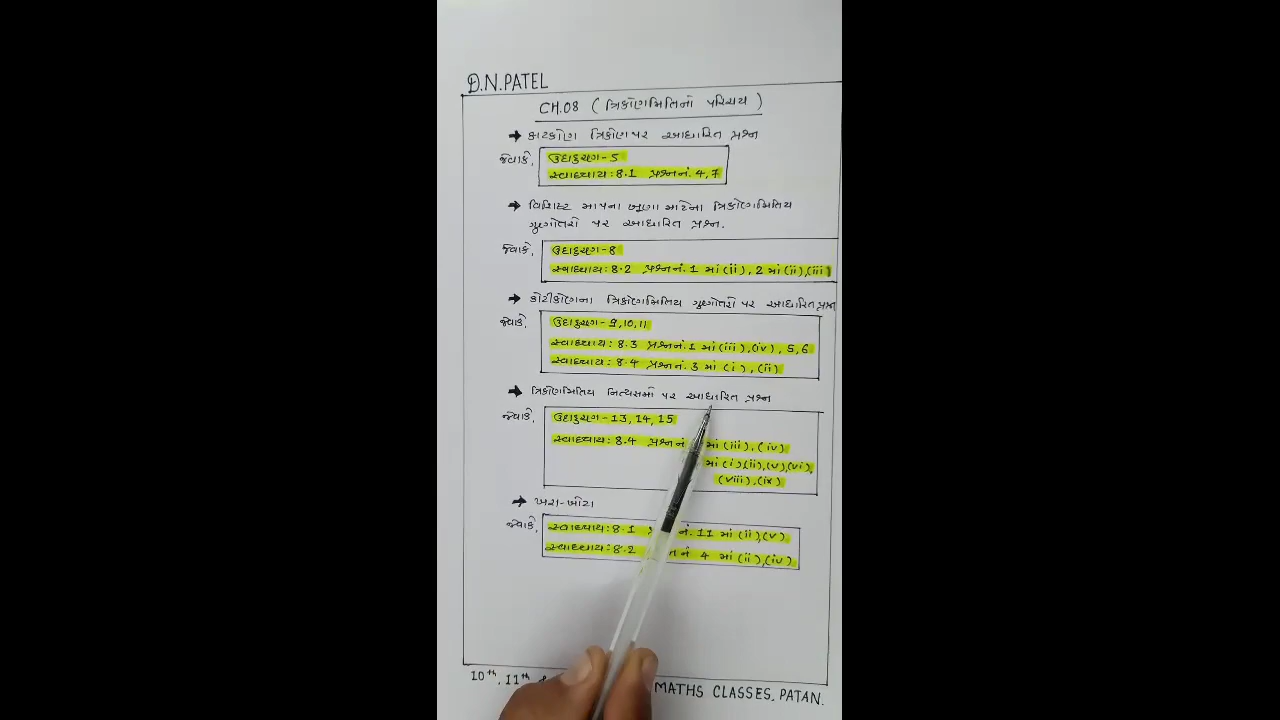 D.N.PATEL
CH.08 ( ત્રિકોણમિતિનો પરિચય )
→ કાટકોણ ત્રિકોણ પર આધારિત પ્રશ્ન
જેવાકે, ઉદાહરણ-5
સ્વાધ્યાય: 8.1 પ્રશ્ન નં. 4,7
→ વિશિષ્ટ માપના ખૂણા માટેના ત્રિકોણમિતિય
ગુણોતરો પર આધારિત પ્રશ્ન.
જેવાકે, ઉદાહરણ-8
સ્વાધ્યાય: 8.2 પ્રશ્ન નં. 1 માં (ii), 2 માં (ii),(iii)
→ કોટીકોણના ત્રિકોણમિતિય ગુણોતરો પર આધારિત પ્રશ્ન
જેવાકે, ઉદાહરણ-9,10,11
સ્વાધ્યાય: 8.3 પ્રશ્ન નં. 1 માં (iii),(iv), 5,6
સ્વાધ્યાય: 8.4 પ્રશ્ન નં. 3 માં (i), (ii)
→ ત્રિકોણમિતિય નિત્યસમો પર આધારિત પ્રશ્ન
જેવાકે, ઉદાહરણ-13,14,15
સ્વાધ્યાય: 8.4 પ્રશ્ન નં માં (iii), (iv)
માં (i),(ii),(v),(vi),
(viii),(ix)
→ ખરા-ખોટા
જેવાકે, સ્વાધ્યાય: 8.1 નં. 11 માં (ii),(v)
સ્વાધ્યાય: 8.2 નં 4 માં (ii),(iv)
10th, 11th MATHS CLASSES, PATAN.